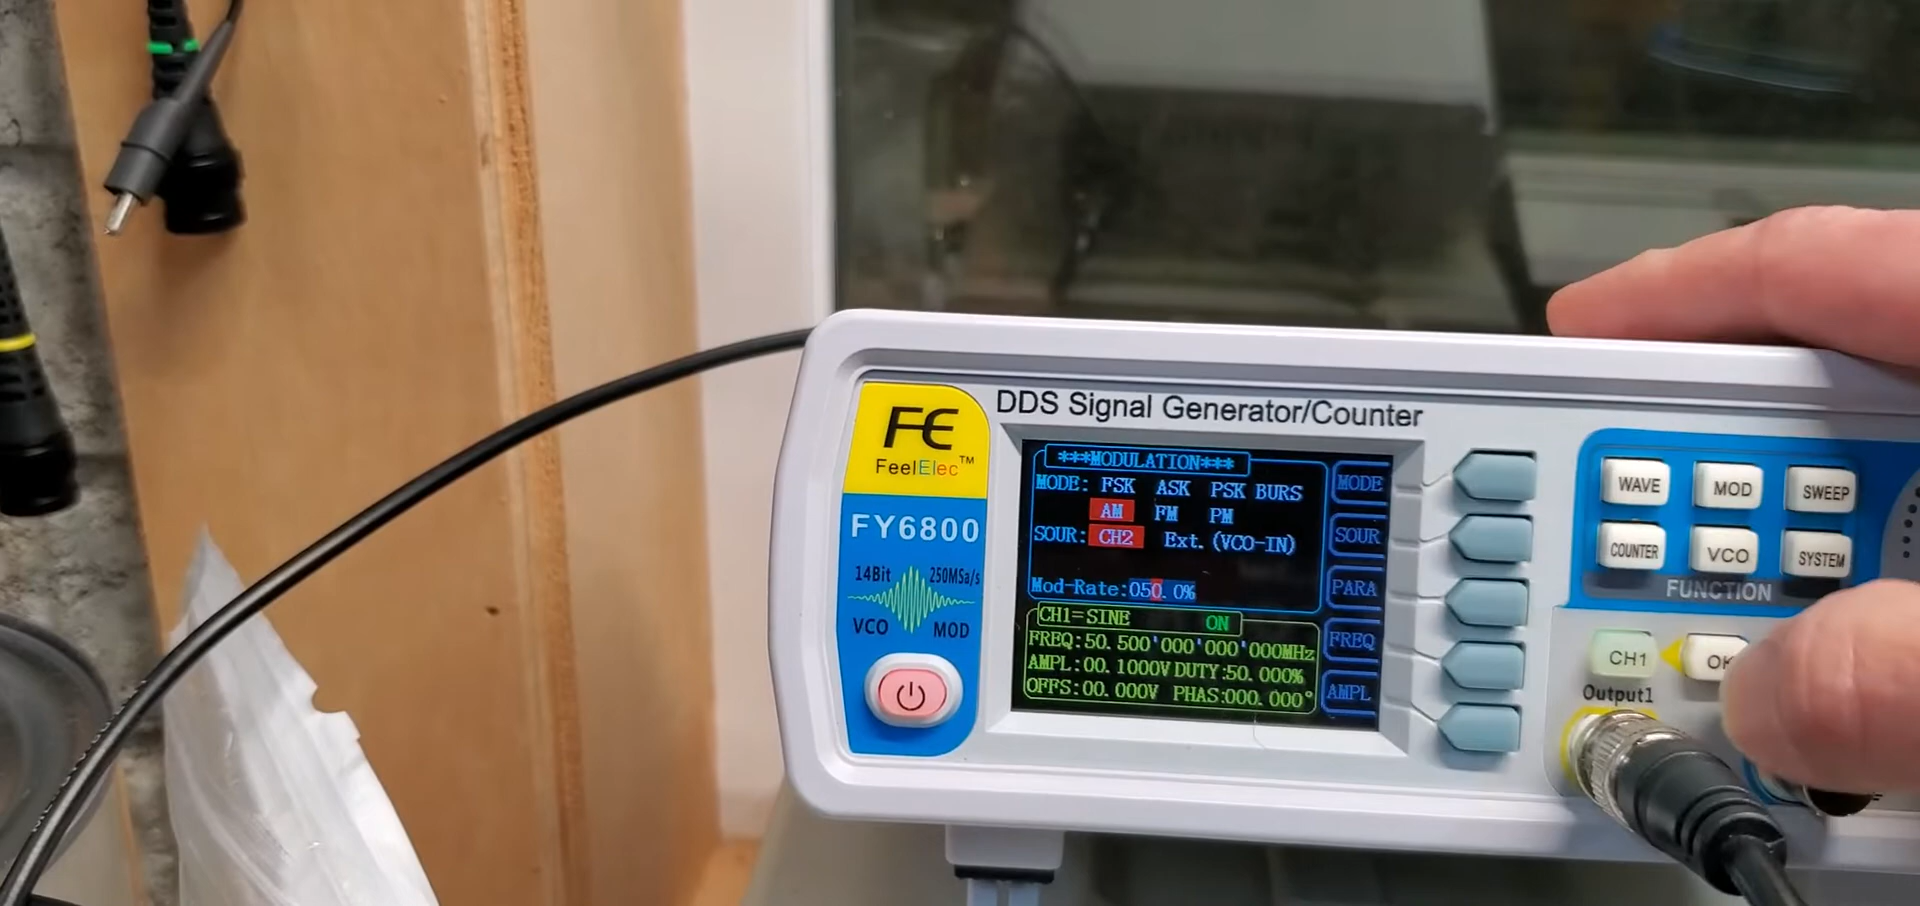 DDS Signal Generator/Counter
FE
FeelElec™
FY6800
14Bit 250MSa/s
VCO MOD
***MODULATION***
MODE: FSK ASK PSK BURS
AM FM PM
SOUR: CH2 Ext. (VCO-IN)
Mod-Rate:050.0%
CH1=SINE ON
FREQ:50.500'000'000'000MHz
AMPL:00.1000V DUTY:50.000%
OFFS:00.000V PHAS:000.000°
MODE
SOUR
PARA
FREQ
AMPL
WAVE MOD SWEEP
COUNTER VCO SYSTEM
FUNCTION
CH1 OK
Output1